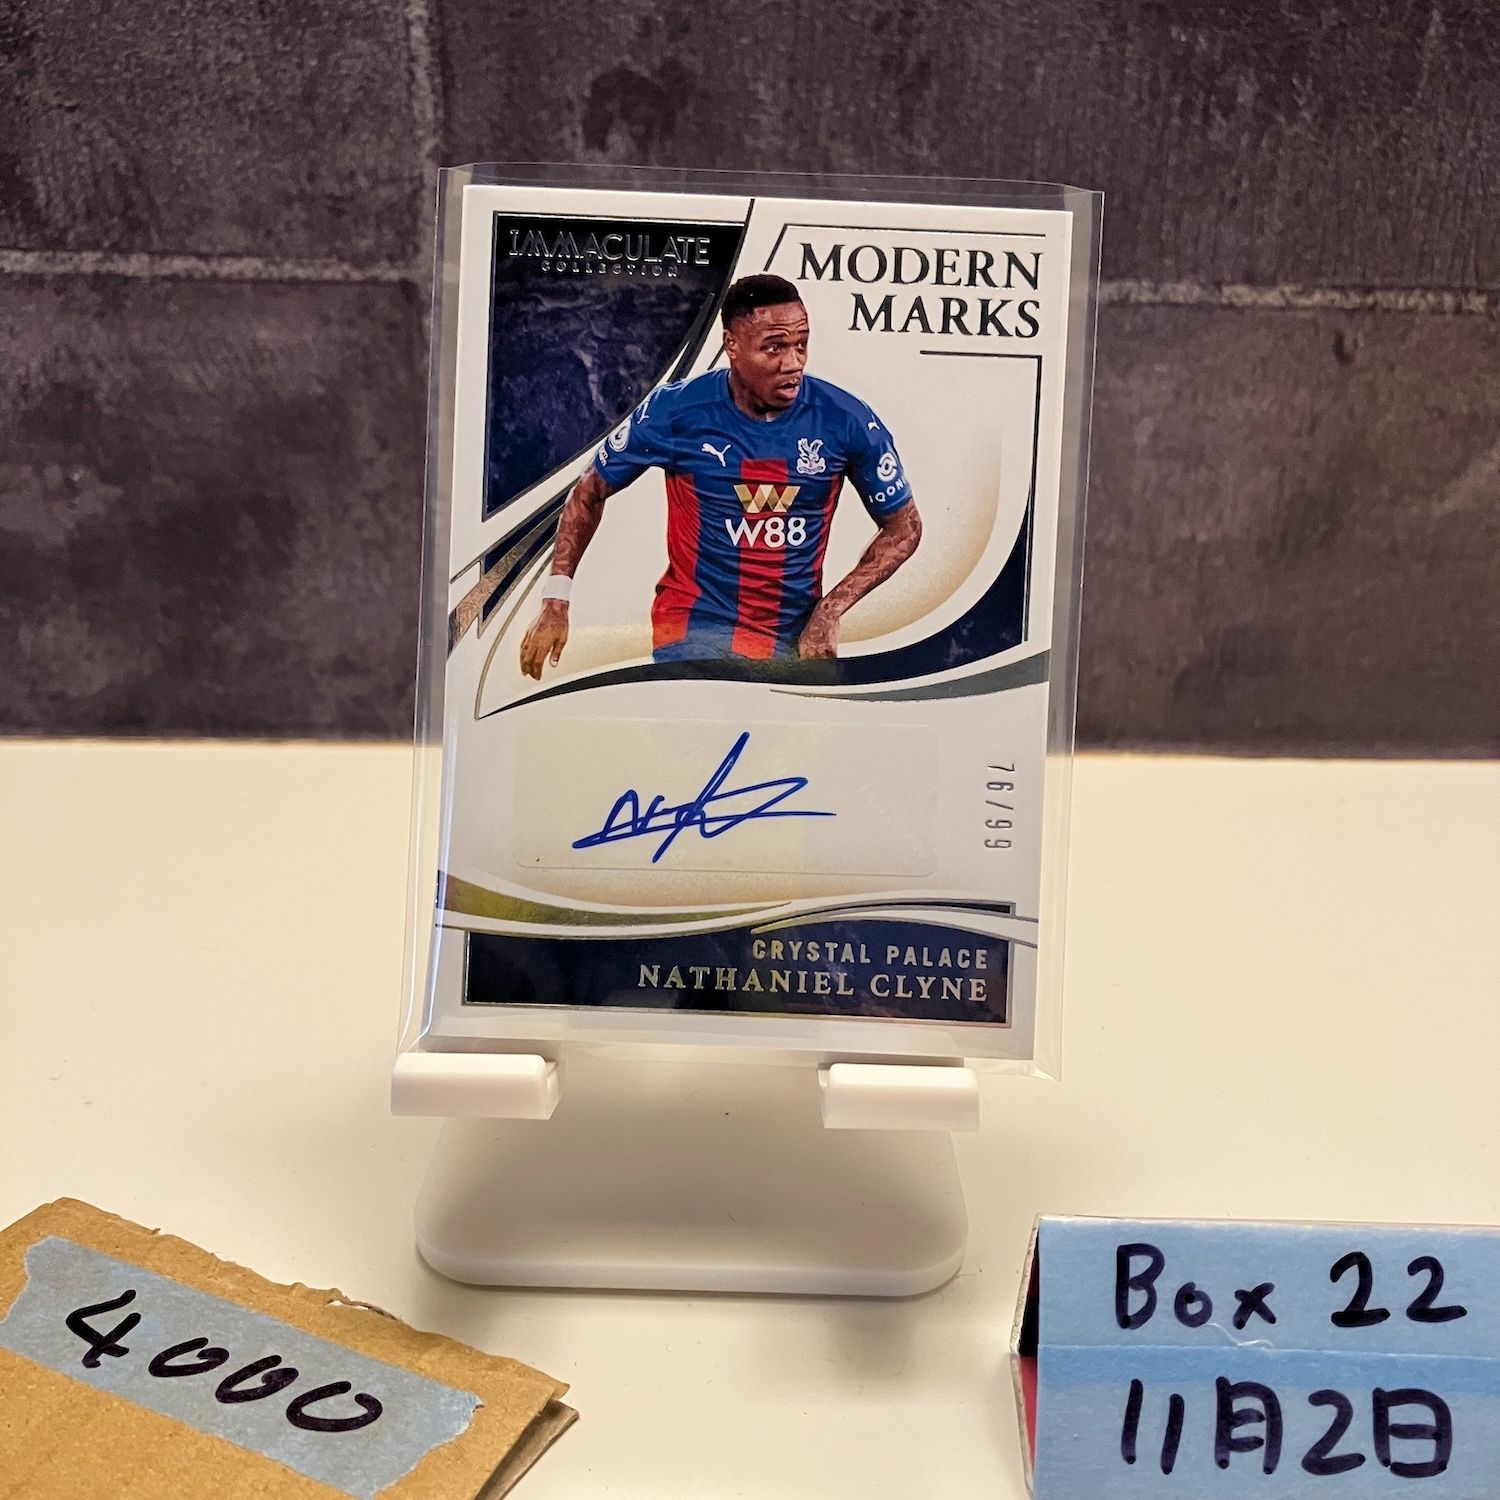 IMMACULATE
COLLECTION
MODERN
MARKS
W88
76/99
CRYSTAL PALACE
NATHANIEL CLYNE
4000
Box 22
11月2日